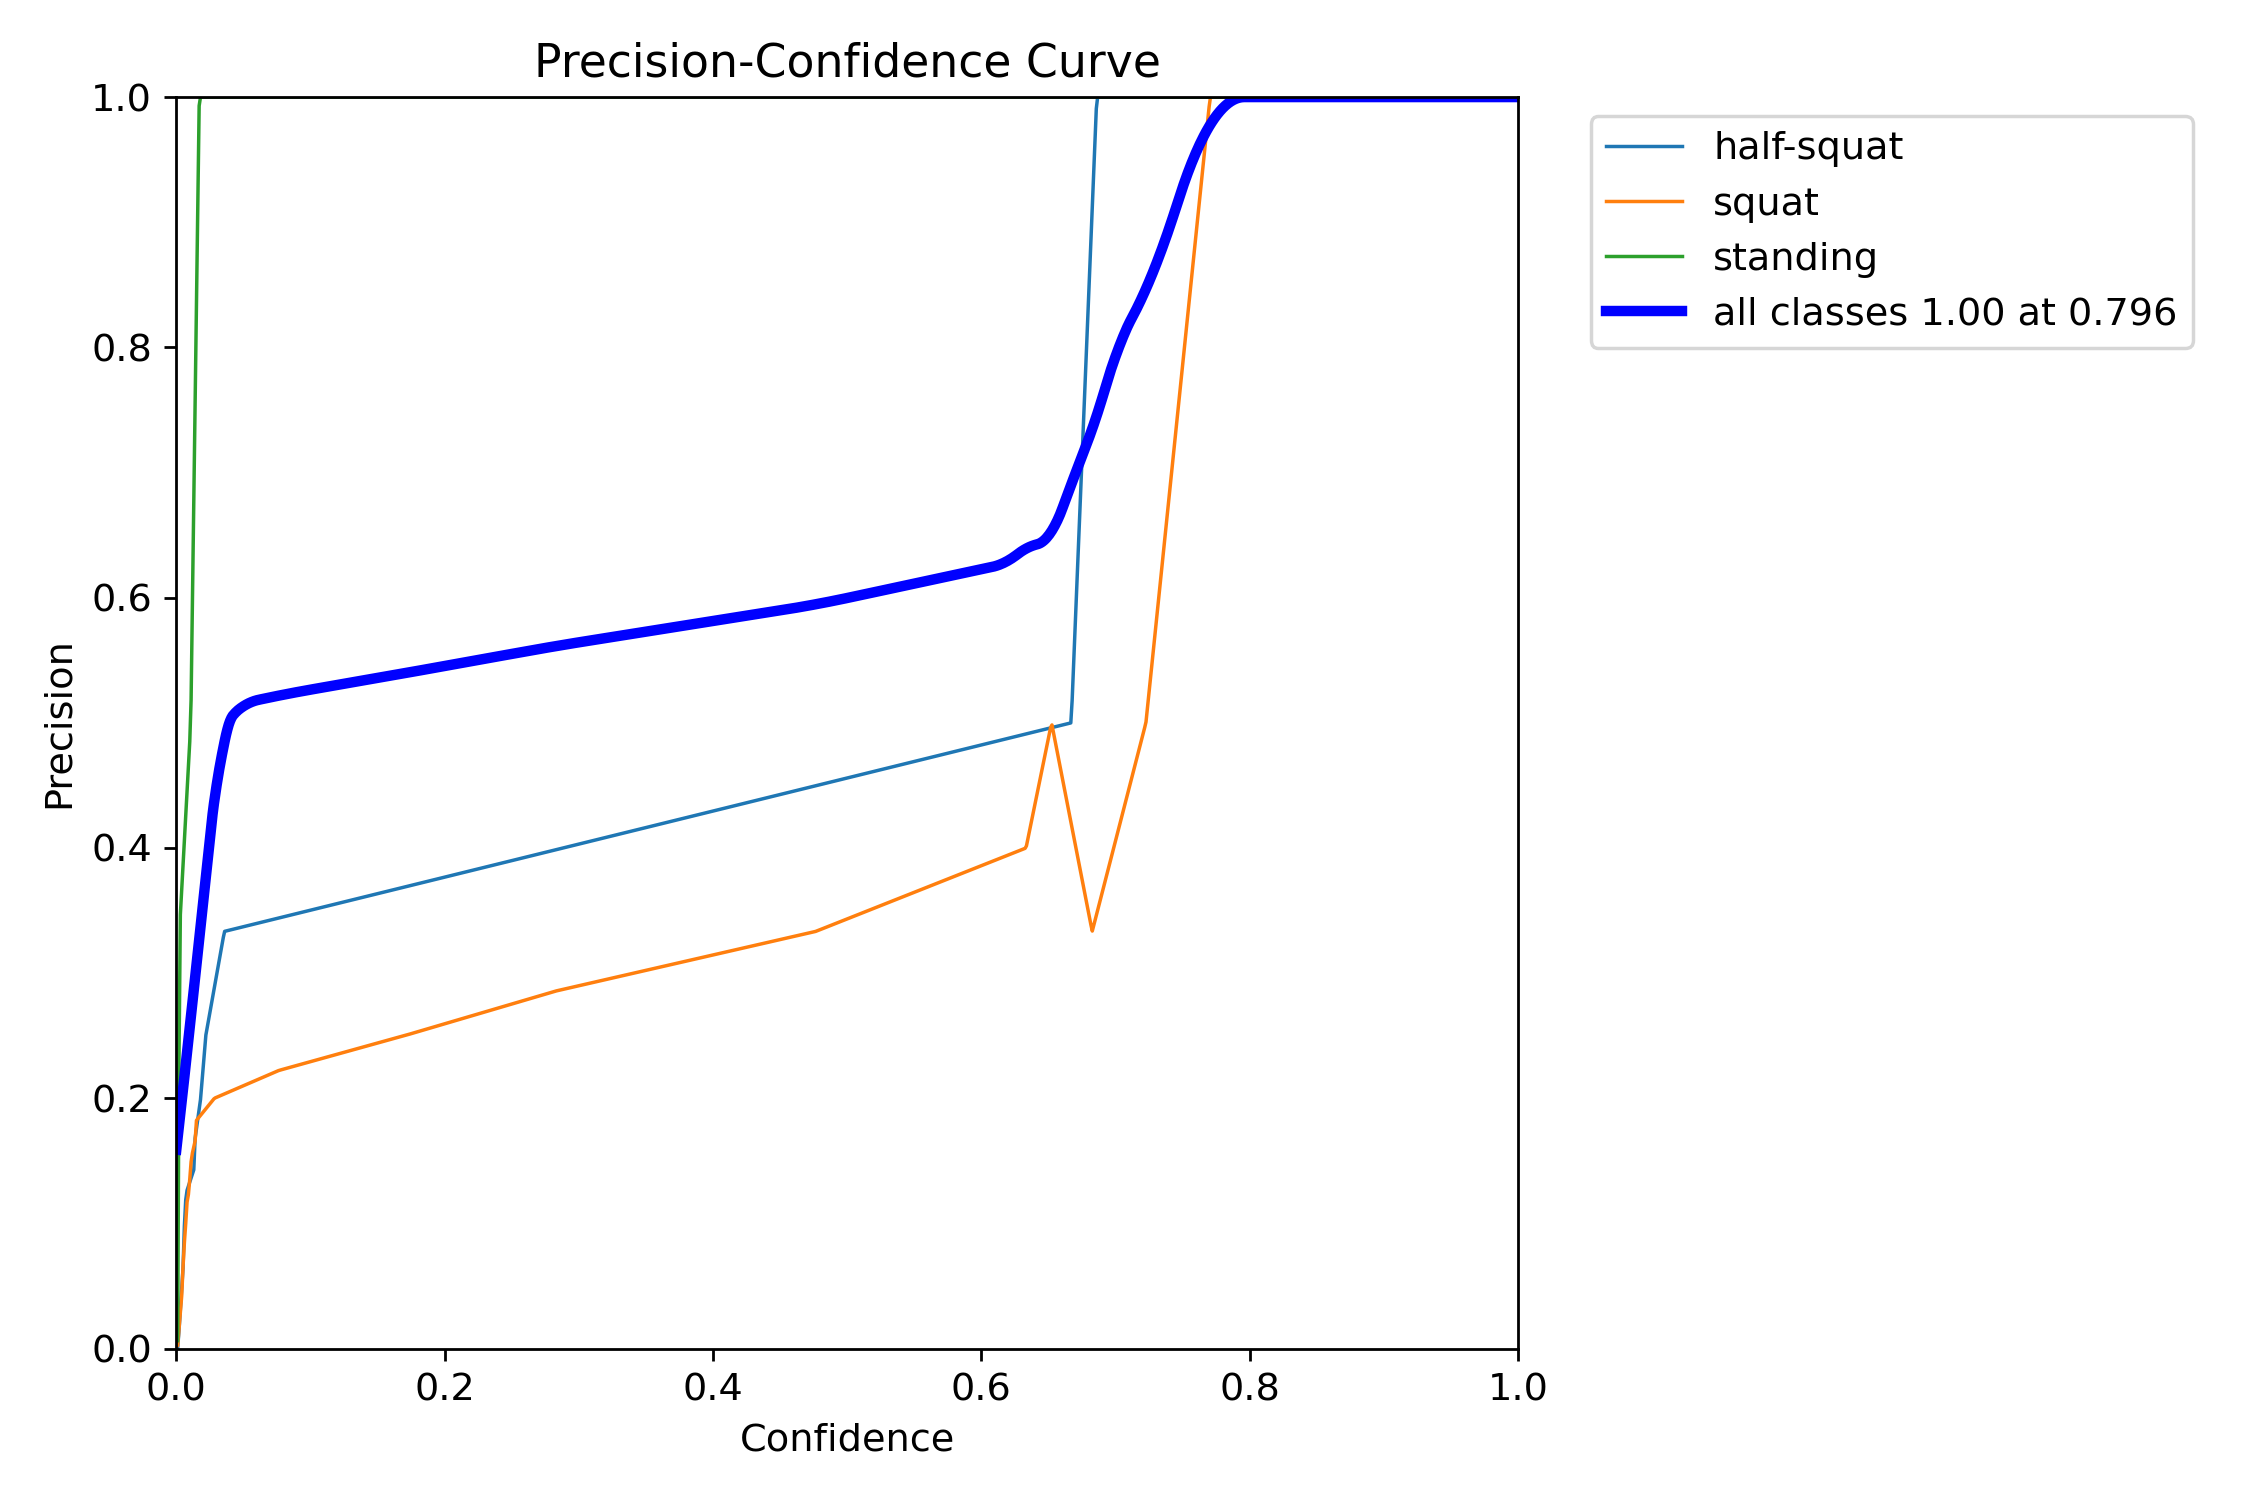 Precision-Confidence Curve
1.0
0.8
0.6
0.4
0.2
0.0
Precision
0.0 0.2 0.4 0.6 0.8 1.0
Confidence
half-squat
squat
standing
all classes 1.00 at 0.796